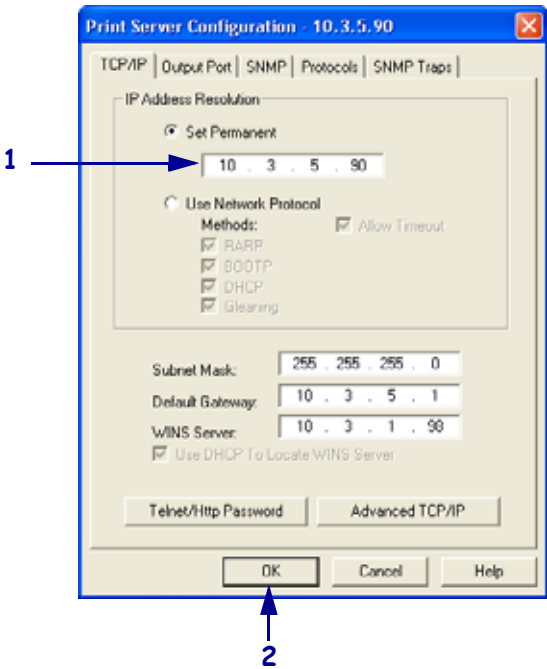 Print Server Configuration - 10.3.5.90
TCP/IP Output Port SNMP Protocols SNMP Traps
IP Address Resolution
Set Permanent
1
10 . 3 . 5 . 90
Use Network Protocol
Methods: Allow Timeout
RARP
BOOTP
DHCP
Gleaning
Subnet Mask: 255 . 255 . 255 . 0
Default Gateway: 10 . 3 . 5 . 1
WINS Server: 10 . 3 . 1 . 98
Use DHCP To Locate WINS Server
Telnet/Http Password Advanced TCP/IP
OK Cancel Help
2